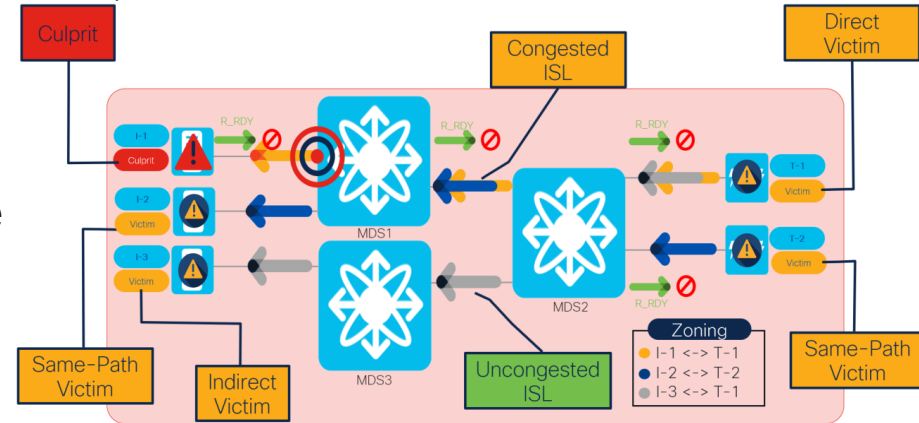 Culprit
Congested
ISL
Direct
Victim
R_RDY
R_RDY
R_RDY
I-1
Culprit
T-1
Victim
I-2
Victim
MDS1
T-2
Victim
I-3
Victim
MDS2
R_RDY
e
MDS3
Zoning
I-1 <-> T-1
I-2 <-> T-2
I-3 <-> T-1
Same-Path
Victim
Indirect
Victim
Uncongested
ISL
Same-Path
Victim